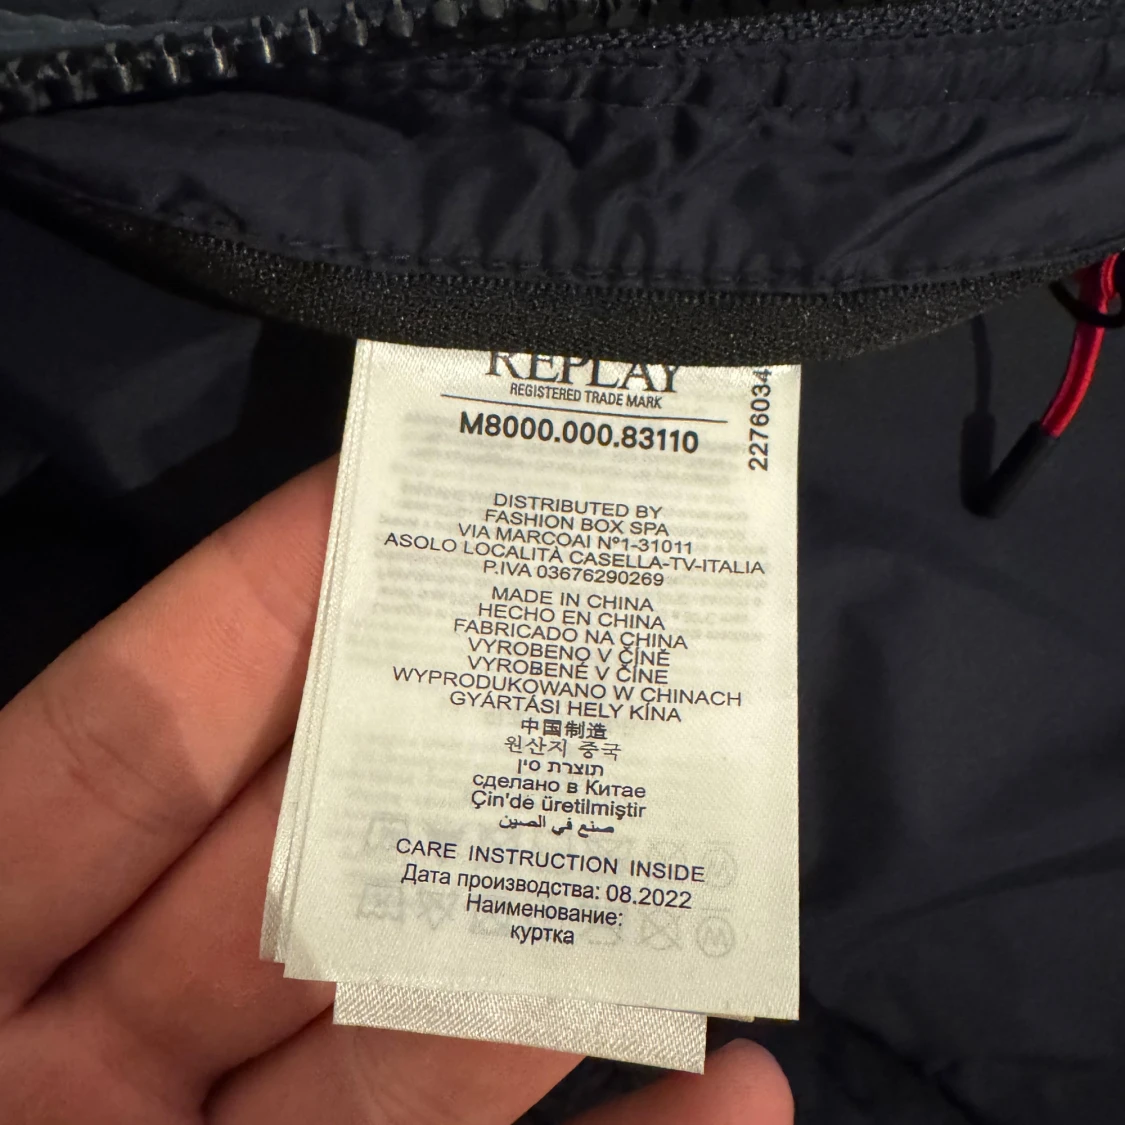 REPLAY
REGISTERED TRADE MARK
M8000.000.83110
2276034
DISTRIBUTED BY
FASHION BOX SPA
VIA MARCOAI N°1-31011
ASOLO LOCALITÀ CASELLA-TV-ITALIA
P.IVA 03676290269
MADE IN CHINA
HECHO EN CHINA
FABRICADO NA CHINA
VYROBENO V ČÍNĚ
VYROBENÉ V ČÍNE
WYPRODUKOWANO W CHINACH
GYÁRTÁSI HELY KÍNA
中国制造
원산지 중국
תוצרת סין
сделано в Китае
Çin'de üretilmiştir
صنع في الصين
CARE INSTRUCTION INSIDE
Дата производства: 08.2022
Наименование:
куртка